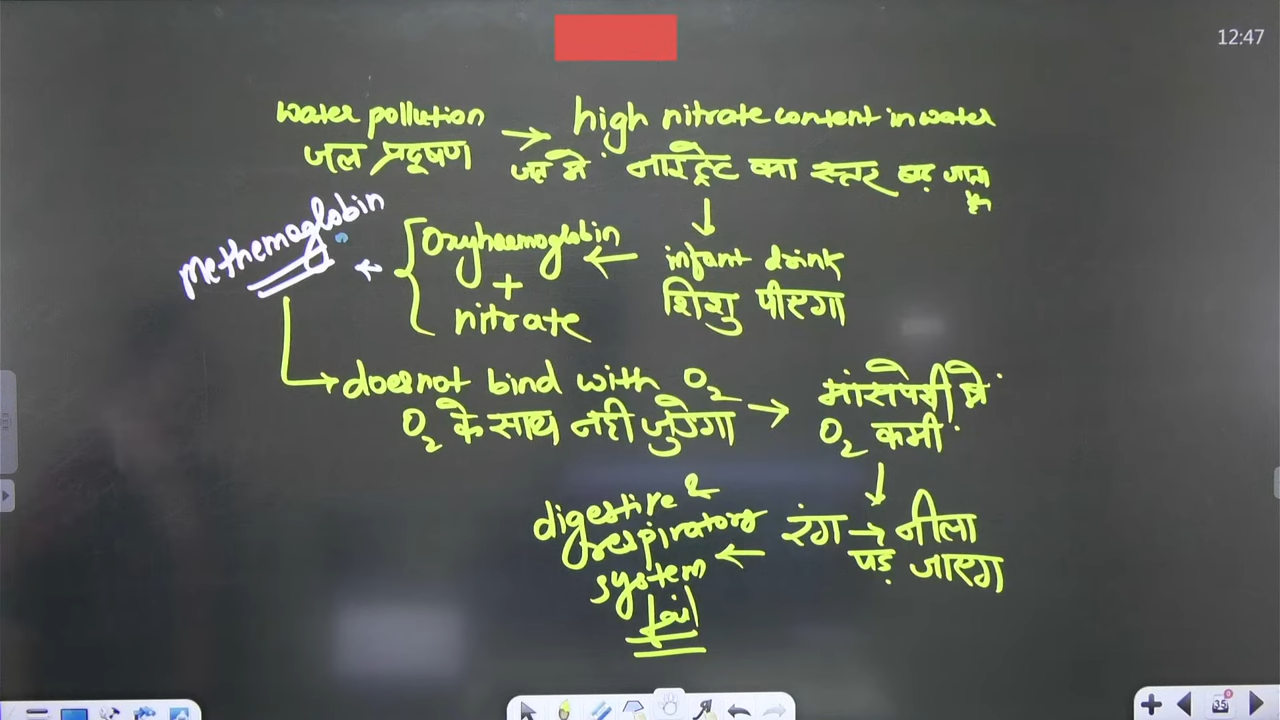 12:47
water pollution → high nitrate content in water
जल प्रदूषण जल में नाइट्रेट का स्तर बढ़ जाता है
↓
Methemoglobin ← { Oxyhaemoglobin + nitrate ← infant drink
शिशु पीएगा
→ does not bind with O2 → मांसपेशी में
O2 के साथ नही जुड़ेगा O2 कमी
↓
रंग → नीला
पड़ जाएगा
← digestive &
respiratory
system
fail
35